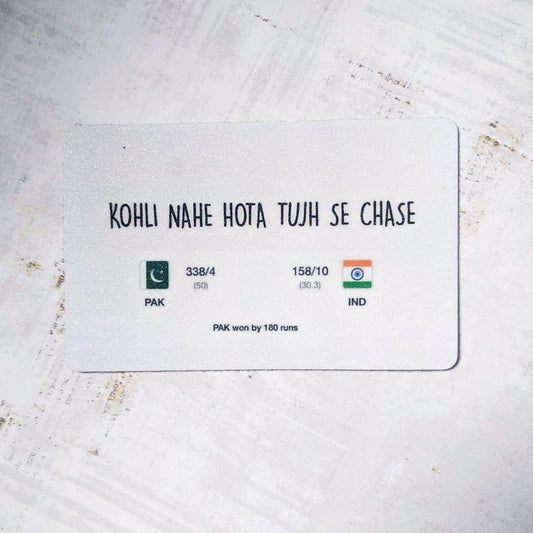 KOHLI NAHE HOTA TUJH SE CHASE
338/4 158/10
(50) (30.3)
PAK IND
PAK won by 180 runs